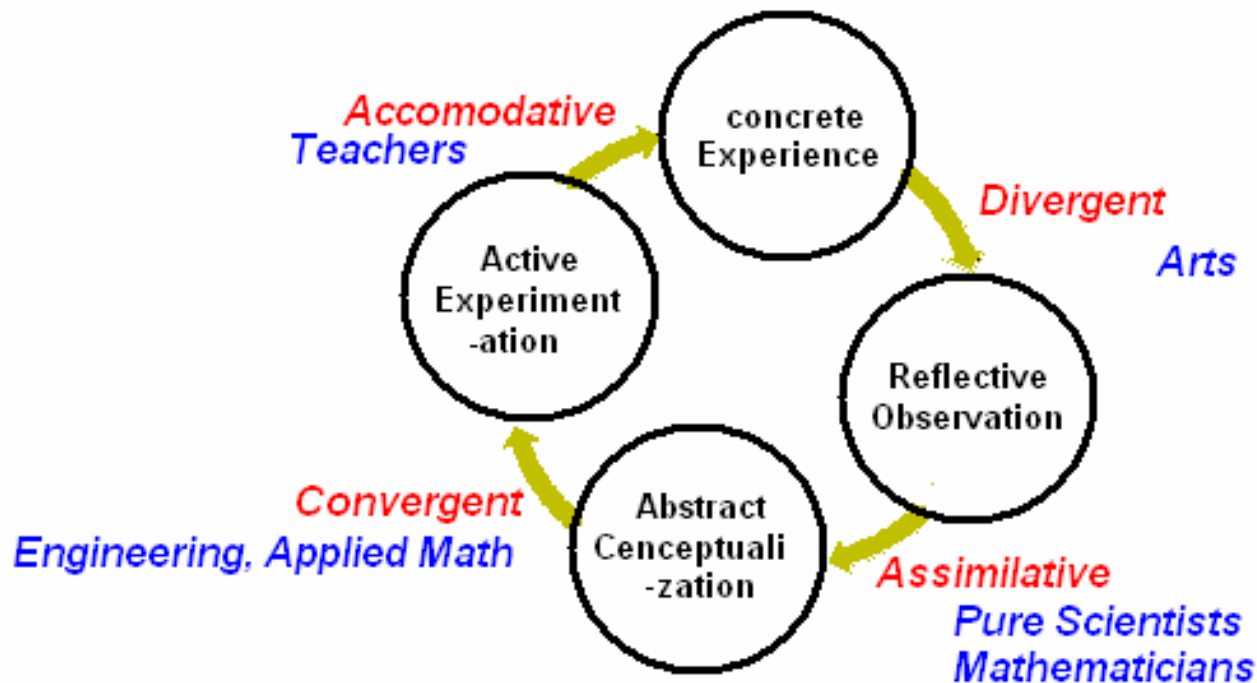 concrete
Experience
Accomodative
Teachers
Divergent
Arts
Active
Experiment
-ation
Reflective
Observation
Convergent
Engineering, Applied Math
Abstract
Cenceptuali
-zation
Assimilative
Pure Scientists
Mathematicians